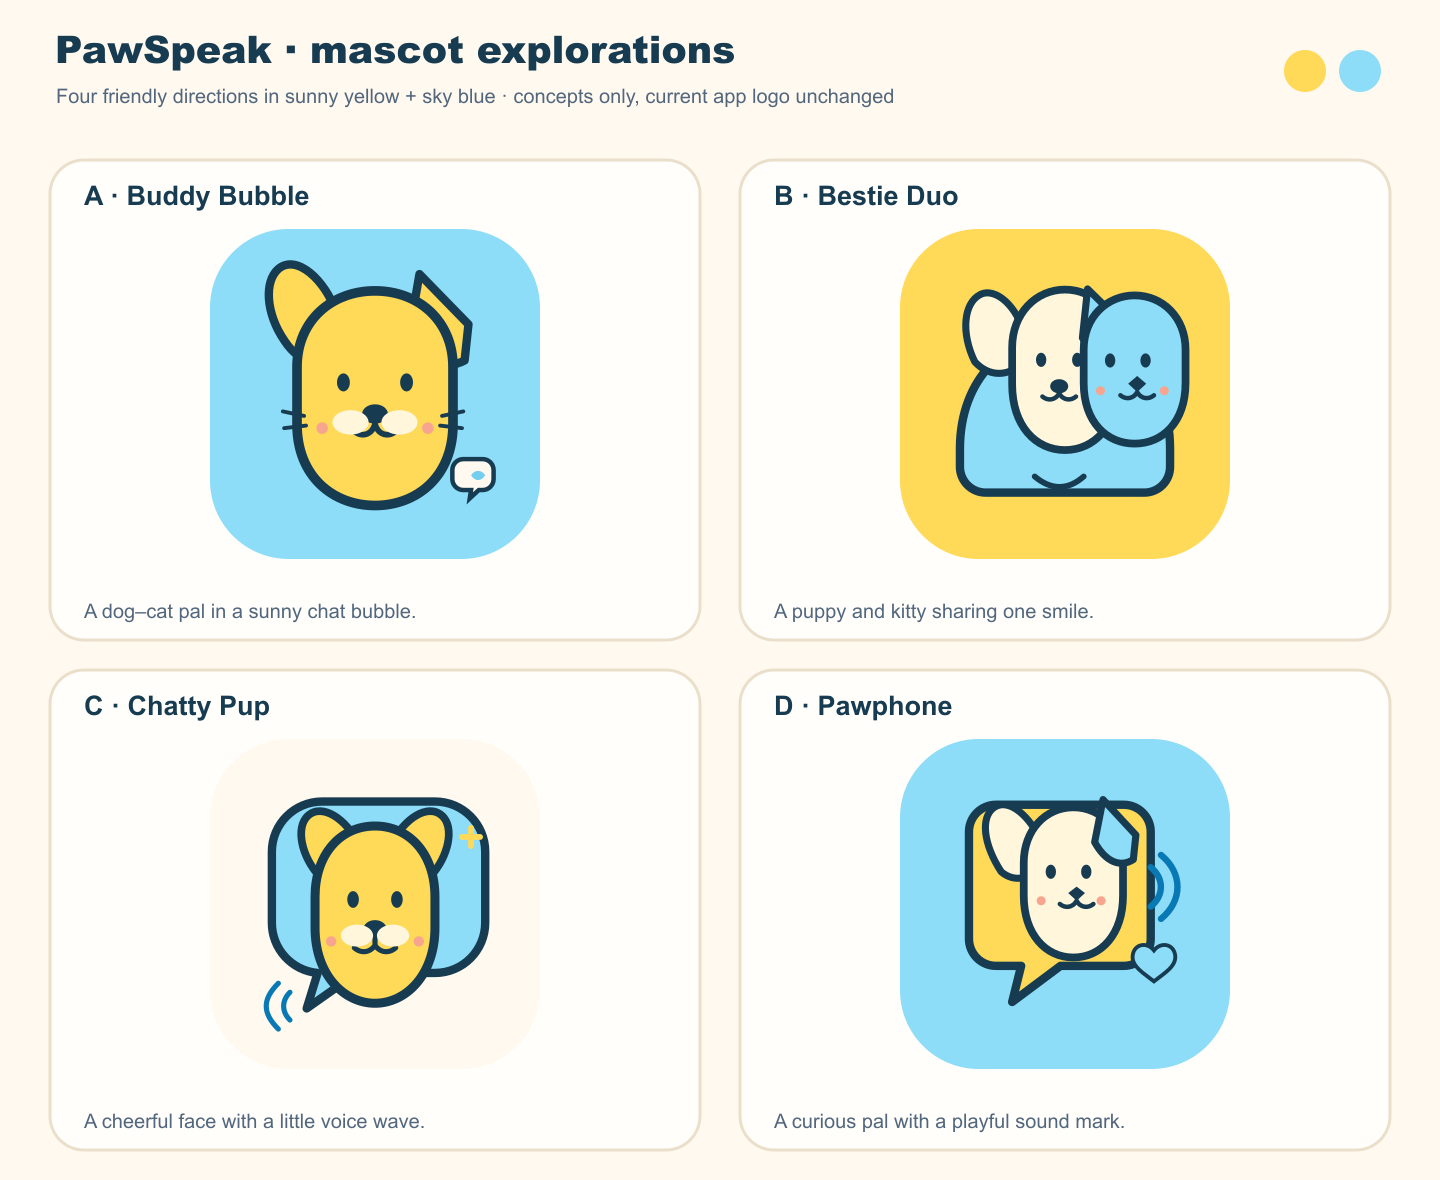 PawSpeak · mascot explorations
Four friendly directions in sunny yellow + sky blue · concepts only, current app logo unchanged
A · Buddy Bubble
A dog–cat pal in a sunny chat bubble.
B · Bestie Duo
A puppy and kitty sharing one smile.
C · Chatty Pup
A cheerful face with a little voice wave.
D · Pawphone
A curious pal with a playful sound mark.